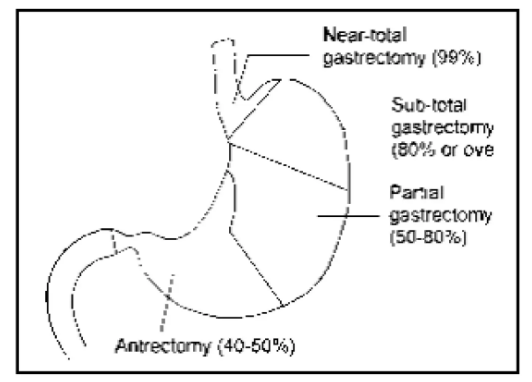 Near-total
gastrectomy (99%)
Sub-total
gastrectomy
(80% or ove
Partial
gastrectomy
(50-80%)
Antrectomy (40-50%)